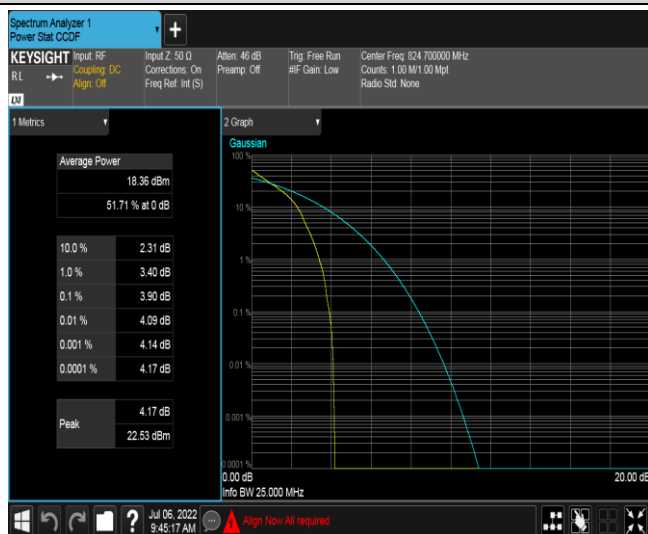 Spectrum Analyzer 1
Power Stat CCDF
+
KEYSIGHT
RL
LXI
Input: RF
Coupling: DC
Align: Off
Input Z: 50 Ω
Corrections: On
Freq Ref: Int (S)
Atten: 46 dB
Preamp: Off
Trig: Free Run
#IF Gain: Low
Center Freq: 824.700000 MHz
Counts: 1.00 M/1.00 Mpt
Radio Std: None
1 Metrics
Average Power
18.36 dBm
51.71 % at 0 dB
10.0 % 2.31 dB
1.0 % 3.40 dB
0.1 % 3.90 dB
0.01 % 4.09 dB
0.001 % 4.14 dB
0.0001 % 4.17 dB
Peak
4.17 dB
22.53 dBm
2 Graph
Gaussian
100 %
10 %
1 %
0.1 %
0.01 %
0.001 %
0.0001 %
0.00 dB 20.00 dB
Info BW 25.000 MHz
?
Jul 06, 2022
9:45:17 AM
Align Now All required